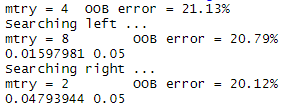 mtry = 4  OOB error = 21.13%
Searching left ...
mtry = 8     OOB error = 20.79%
0.01597981 0.05
Searching right ...
mtry = 2     OOB error = 20.12%
0.04793944 0.05